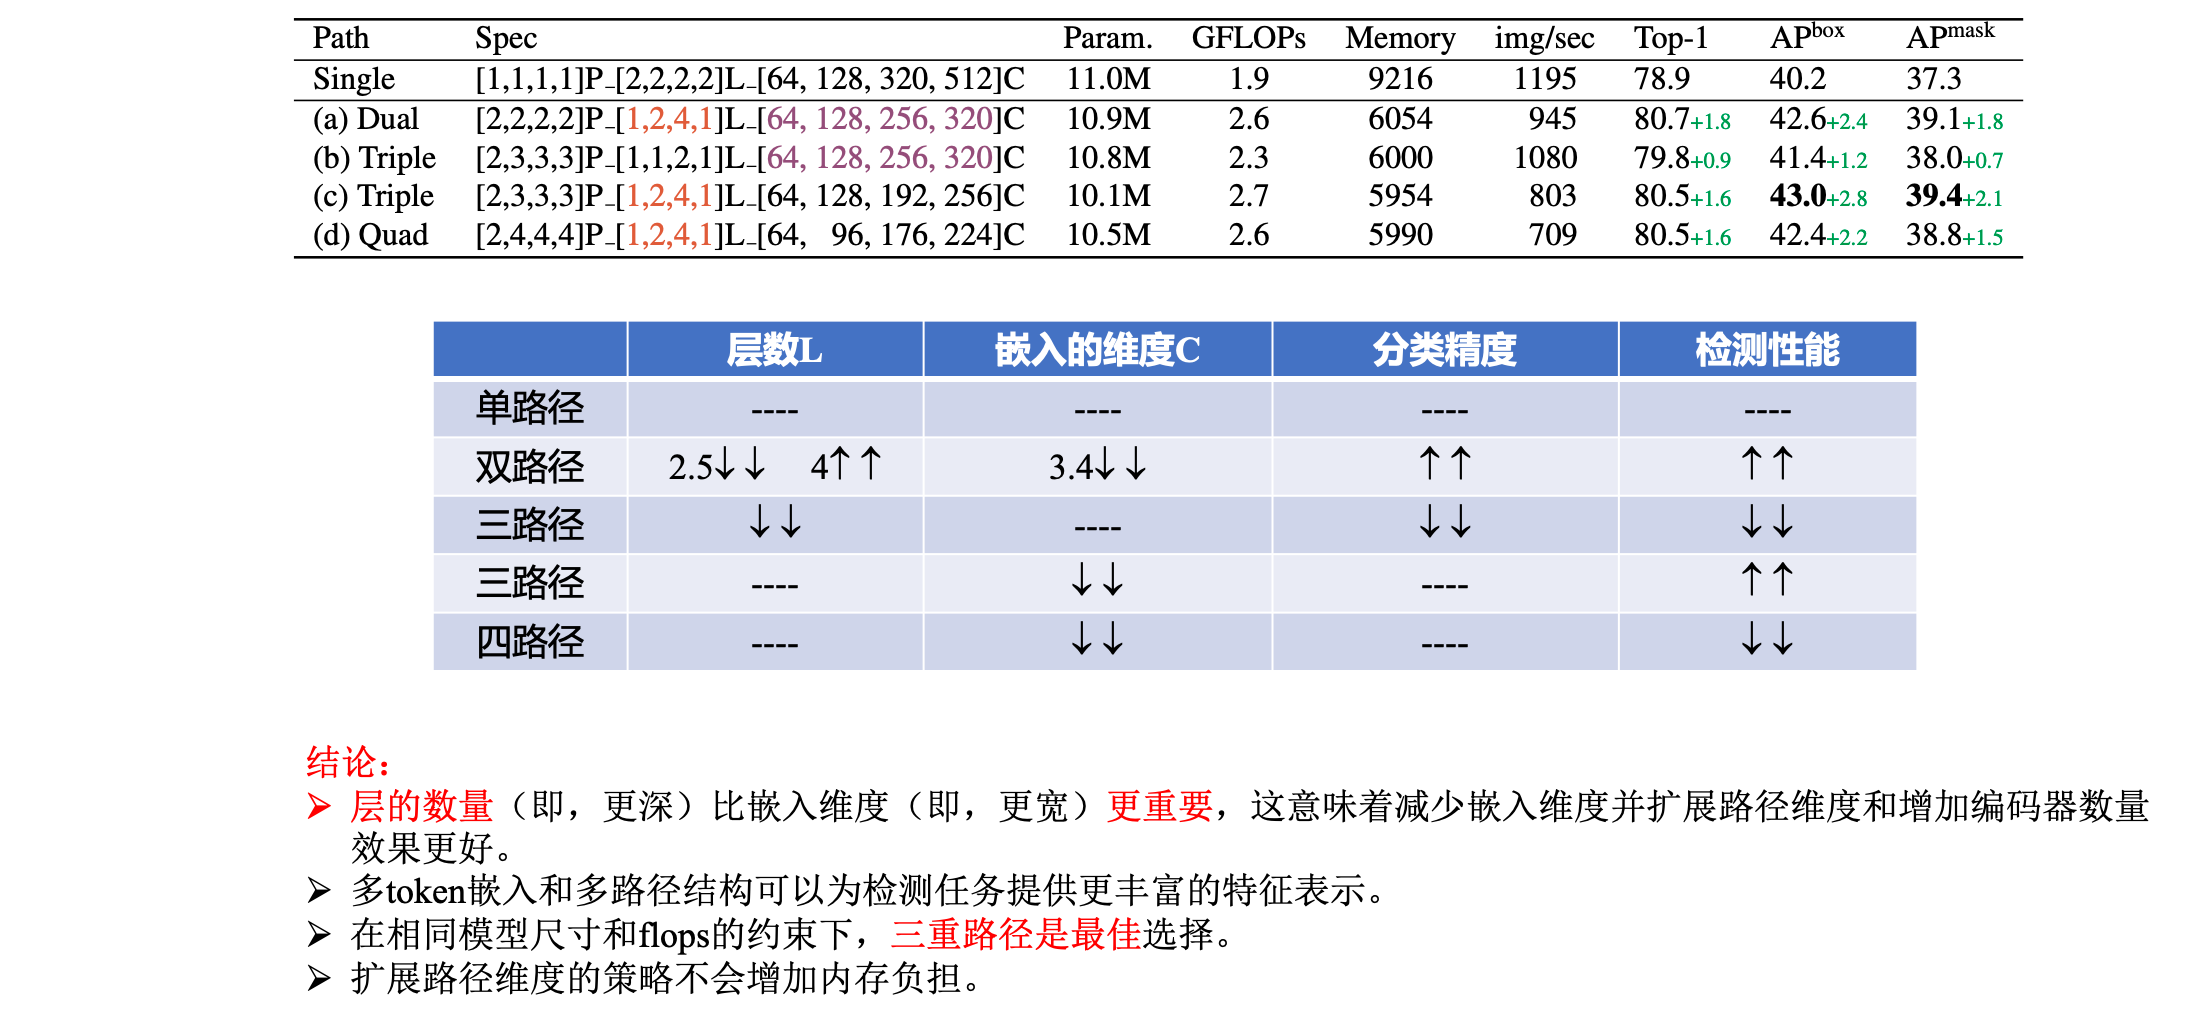 Path Spec Param. GFLOPs Memory img/sec Top-1 AP^box AP^mask
Single [1,1,1,1]P_[2,2,2,2]L_[64, 128, 320, 512]C 11.0M 1.9 9216 1195 78.9 40.2 37.3
(a) Dual [2,2,2,2]P_[1,2,4,1]L_[64, 128, 256, 320]C 10.9M 2.6 6054 945 80.7+1.8 42.6+2.4 39.1+1.8
(b) Triple [2,3,3,3]P_[1,1,2,1]L_[64, 128, 256, 320]C 10.8M 2.3 6000 1080 79.8+0.9 41.4+1.2 38.0+0.7
(c) Triple [2,3,3,3]P_[1,2,4,1]L_[64, 128, 192, 256]C 10.1M 2.7 5954 803 80.5+1.6 43.0+2.8 39.4+2.1
(d) Quad [2,4,4,4]P_[1,2,4,1]L_[64, 96, 176, 224]C 10.5M 2.6 5990 709 80.5+1.6 42.4+2.2 38.8+1.5
层数L 嵌入的维度C 分类精度 检测性能
单路径 ---- ---- ---- ----
双路径 2.5↓↓ 4↑↑ 3.4↓↓ ↑↑ ↑↑
三路径 ↓↓ ---- ↓↓ ↓↓
三路径 ---- ↓↓ ---- ↑↑
四路径 ---- ↓↓ ---- ↓↓
结论：
➢ 层的数量（即，更深）比嵌入维度（即，更宽）更重要，这意味着减少嵌入维度并扩展路径维度和增加编码器数量
效果更好。
➢ 多token嵌入和多路径结构可以为检测任务提供更丰富的特征表示。
➢ 在相同模型尺寸和flops的约束下，三重路径是最佳选择。
➢ 扩展路径维度的策略不会增加内存负担。